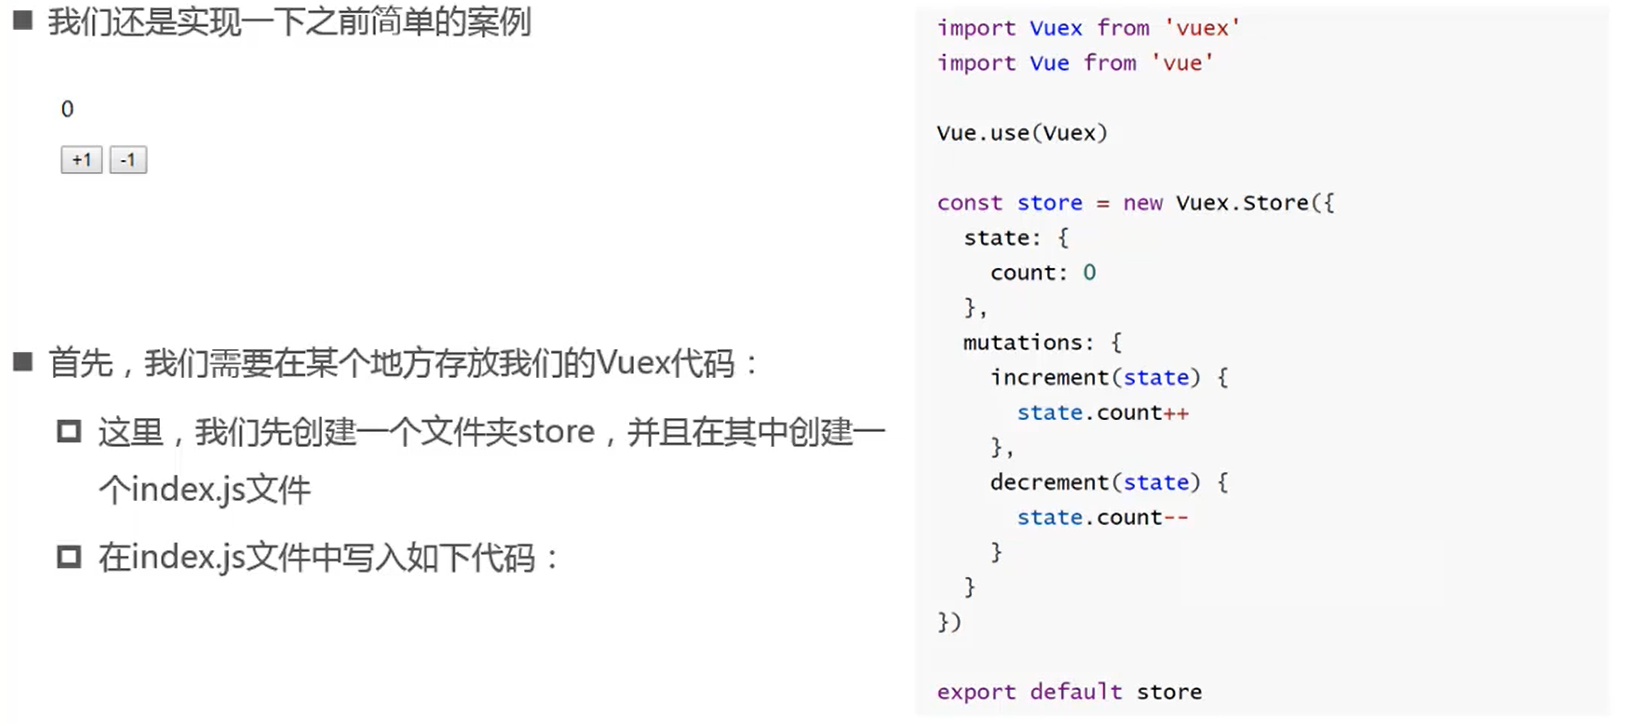 我们还是实现一下之前简单的案例
0
+1 -1
首先，我们需要在某个地方存放我们的Vuex代码：
这里，我们先创建一个文件夹store，并且在其中创建一
个index.js文件
在index.js文件中写入如下代码：
import Vuex from 'vuex'
import Vue from 'vue'
Vue.use(Vuex)
const store = new Vuex.Store({
  state: {
    count: 0
  },
  mutations: {
    increment(state) {
      state.count++
    },
    decrement(state) {
      state.count--
    }
  }
})
export default store